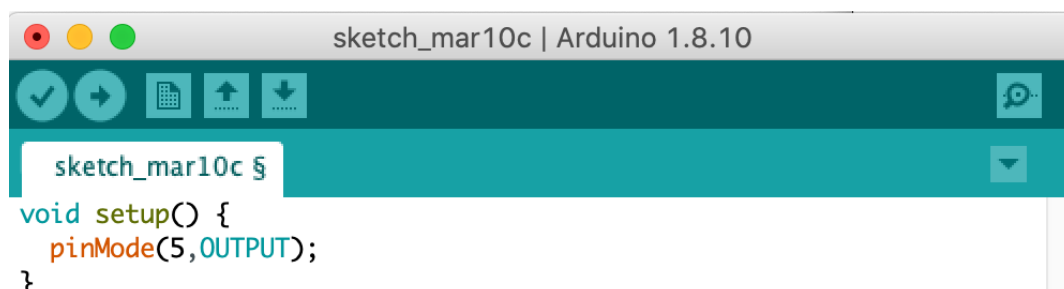 sketch_mar10c | Arduino 1.8.10
sketch_mar10c §
void setup() {
  pinMode(5,OUTPUT);
}